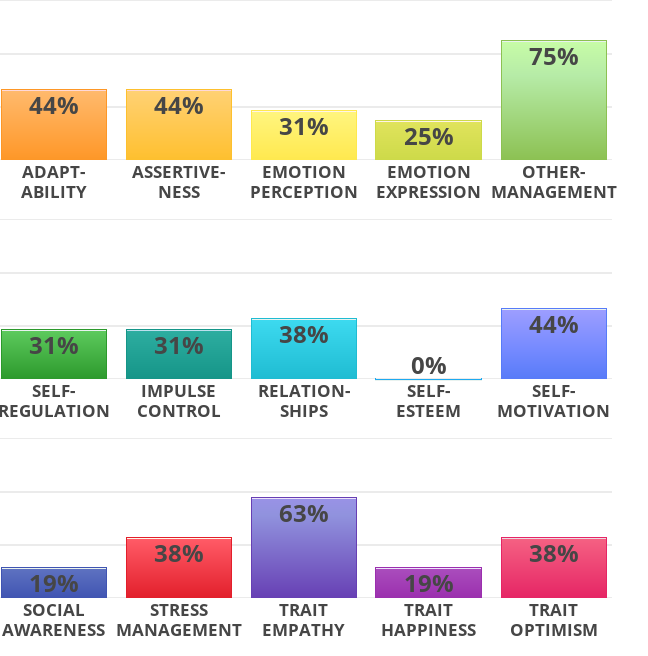 44% 44% 31% 25% 75%
ADAPT- ASSERTIVE- EMOTION EMOTION OTHER-
ABILITY NESS PERCEPTION EXPRESSION MANAGEMENT
31% 31% 38% 0% 44%
SELF- IMPULSE RELATION- SELF- SELF-
REGULATION CONTROL SHIPS ESTEEM MOTIVATION
19% 38% 63% 19% 38%
SOCIAL STRESS TRAIT TRAIT TRAIT
AWARENESS MANAGEMENT EMPATHY HAPPINESS OPTIMISM